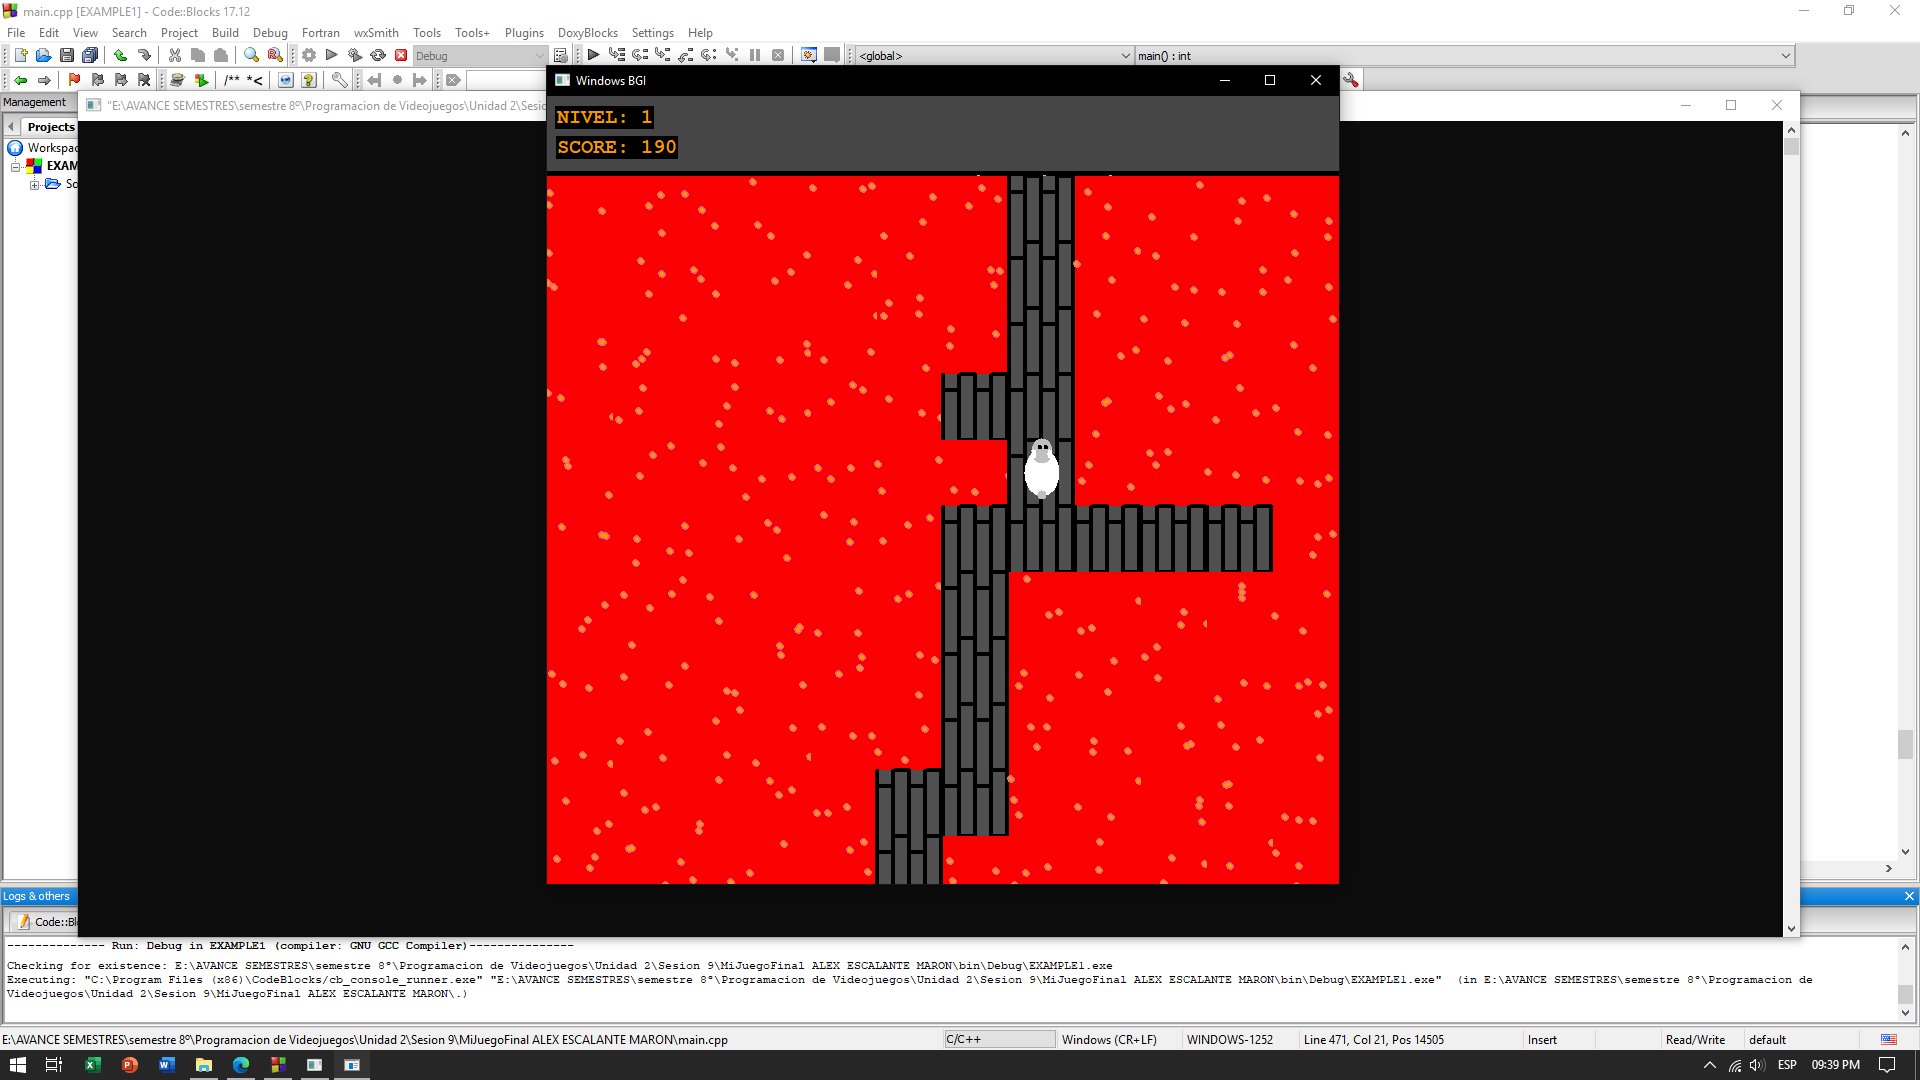 main.cpp [EXAMPLE1] - Code::Blocks 17.12
File Edit View Search Project Build Debug Fortran wxSmith Tools Tools+ Plugins DoxyBlocks Settings Help
Debug <global> main() : int
/** *<
Windows BGI
Management
"E:\AVANCE SEMESTRES\semestre 8º\Programacion de Videojuegos\Unidad 2\Sesio
NIVEL: 1
Projects
SCORE: 190
Workspac
EXAM
So
Logs & others
Code::Bl
-------------- Run: Debug in EXAMPLE1 (compiler: GNU GCC Compiler)---------------
Checking for existence: E:\AVANCE SEMESTRES\semestre 8º\Programacion de Videojuegos\Unidad 2\Sesion 9\MiJuegoFinal ALEX ESCALANTE MARON\bin\Debug\EXAMPLE1.exe
Executing: "C:\Program Files (x86)\CodeBlocks/cb_console_runner.exe" "E:\AVANCE SEMESTRES\semestre 8º\Programacion de Videojuegos\Unidad 2\Sesion 9\MiJuegoFinal ALEX ESCALANTE MARON\bin\Debug\EXAMPLE1.exe" (in E:\AVANCE SEMESTRES\semestre 8º\Programacion de
Videojuegos\Unidad 2\Sesion 9\MiJuegoFinal ALEX ESCALANTE MARON\.)
E:\AVANCE SEMESTRES\semestre 8º\Programacion de Videojuegos\Unidad 2\Sesion 9\MiJuegoFinal ALEX ESCALANTE MARON\main.cpp C/C++ Windows (CR+LF) WINDOWS-1252 Line 471, Col 21, Pos 14505 Insert Read/Write default
ESP 09:39 PM